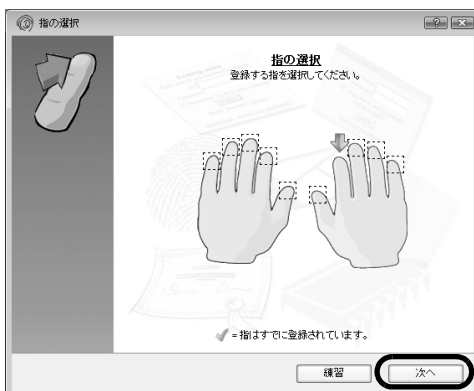 指の選択
指の選択
登録する指を選択してください。
=指はすでに登録されています。
練習
次へ